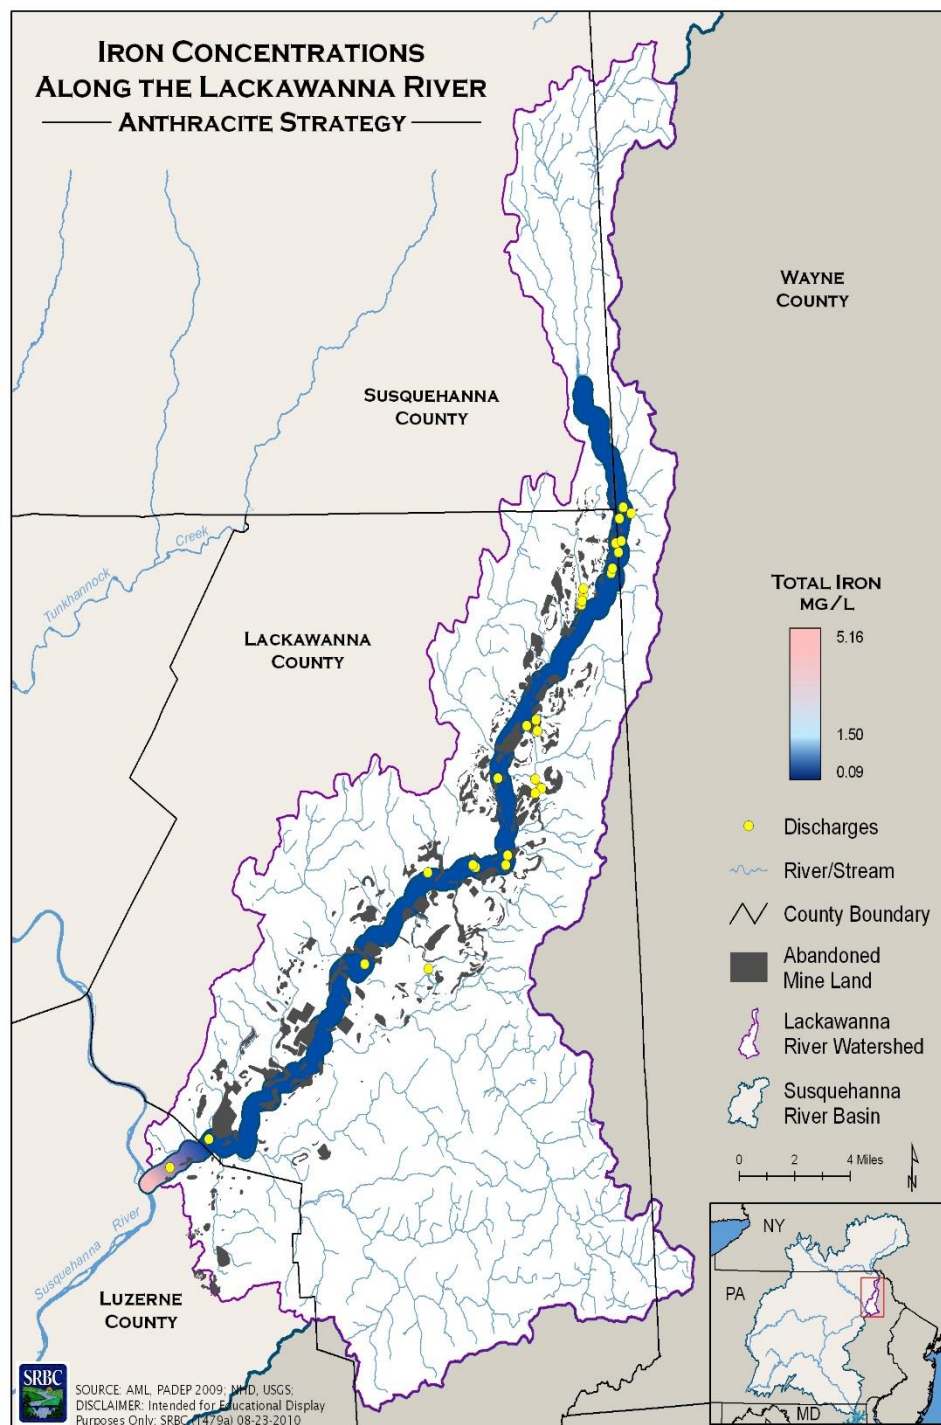 IRON CONCENTRATIONS
ALONG THE LACKAWANNA RIVER
ANTHRACITE STRATEGY
WAYNE
COUNTY
SUSQUEHANNA
COUNTY
Tunkhannock
Creek
LACKAWANNA
COUNTY
TOTAL IRON
MG/L
5.16
1.50
0.09
Discharges
River/Stream
County Boundary
Abandoned
Mine Land
Lackawanna
River Watershed
Susquehanna
River Basin
0 2 4 Miles
N
Susquehanna River
LUZERNE
COUNTY
NY
PA
MD
SRBC
SOURCE: AML, PADEP 2009; NHD, USGS;
DISCLAIMER: Intended for Educational Display
Purposes Only: SRBC (1479a) 08-23-2010